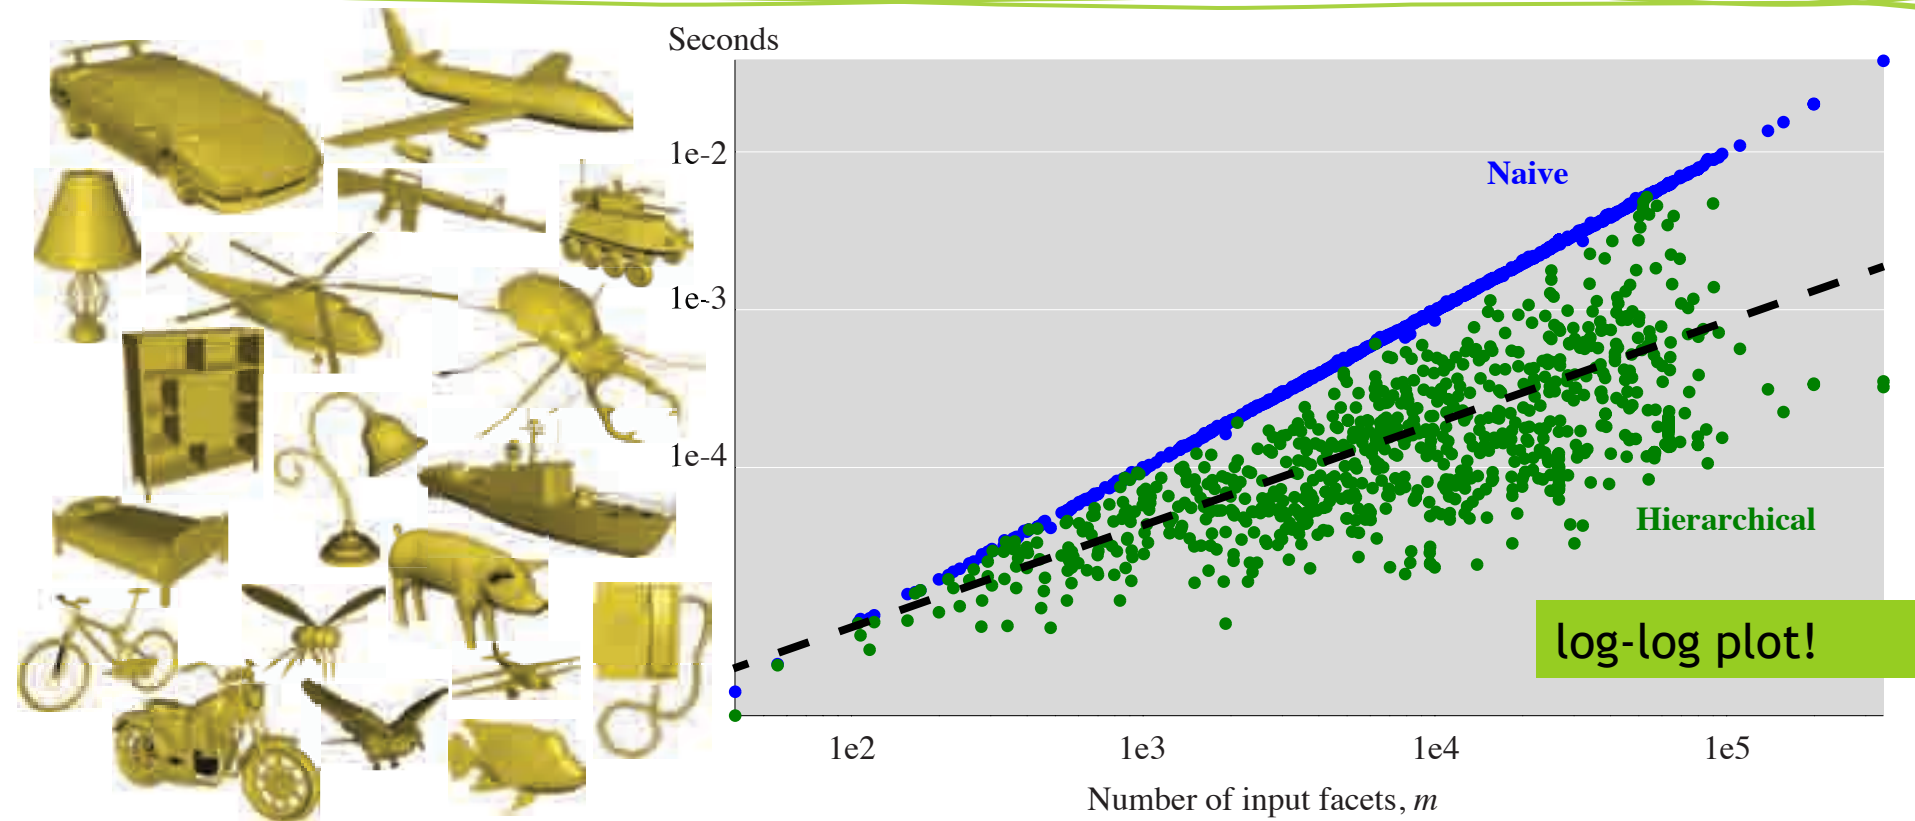 Seconds
1e-2
Naive
1e-3
1e-4
Hierarchical
log-log plot!
1e2 1e3 1e4 1e5
Number of input facets, m